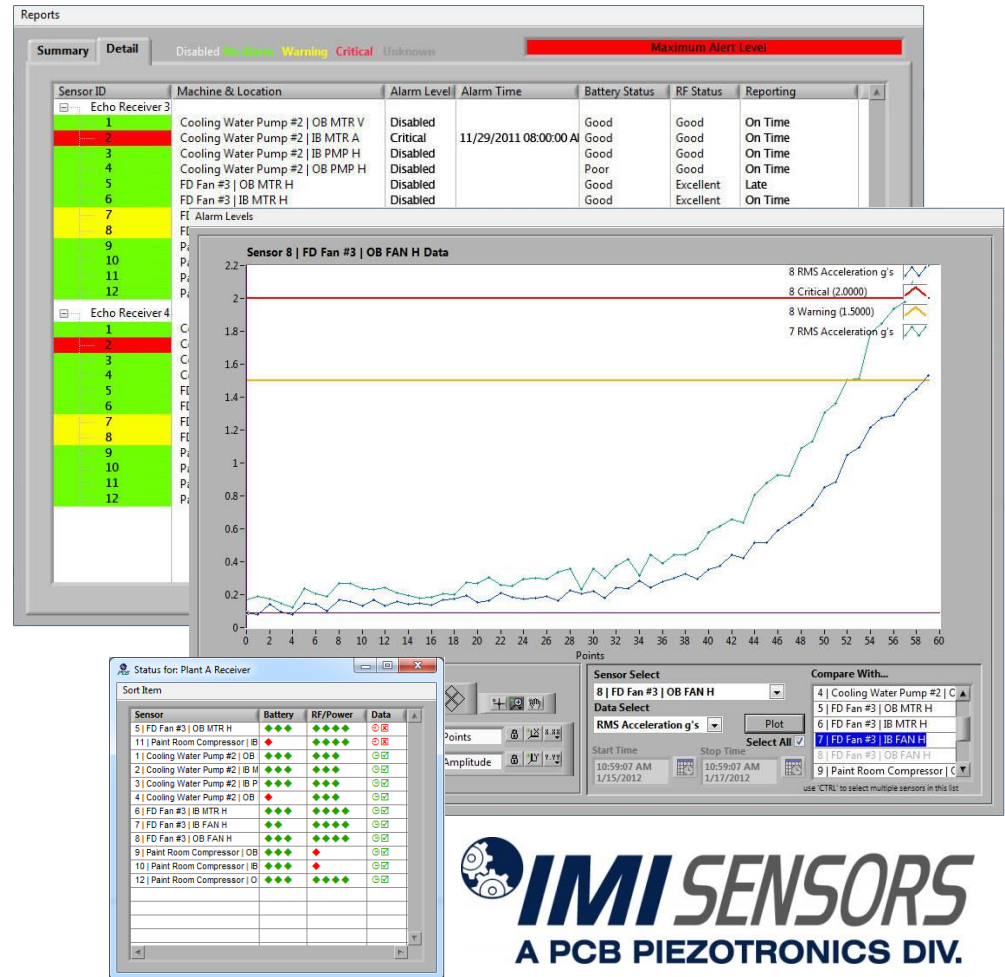 Reports
Summary Detail Disabled No Alarm Warning Critical Unknown Maximum Alert Level
Sensor ID Machine & Location Alarm Level Alarm Time Battery Status RF Status Reporting
Echo Receiver 3
1 Cooling Water Pump #2 | OB MTR V Disabled Good Good On Time
2 Cooling Water Pump #2 | IB MTR A Critical 11/29/2011 08:00:00 A Good Good On Time
3 Cooling Water Pump #2 | IB PMP H Disabled Good Good On Time
4 Cooling Water Pump #2 | OB PMP H Disabled Poor Good On Time
5 FD Fan #3 | OB MTR H Disabled Good Excellent Late
6 FD Fan #3 | IB MTR H Disabled Good Excellent On Time
7
8
9
10
11
12
Echo Receiver 4
1
2
3
4
5
6
7
8
9
10
11
12
Alarm Levels
Sensor 8 | FD Fan #3 | OB FAN H Data
8 RMS Acceleration g's
8 Critical (2.0000)
8 Warning (1.5000)
7 RMS Acceleration g's
2.2
2
1.8
1.6
1.4
1.2
1
0.8
0.6
0.4
0.2
0
0 2 4 6 8 10 12 14 16 18 20 22 24 26 28 30 32 34 36 38 40 42 44 46 48 50 52 54 56 58 60
Points
Points
Amplitude
Sensor Select
8 | FD Fan #3 | OB FAN H
Data Select
RMS Acceleration g's
Plot
Select All
Start Time
10:59:07 AM
1/15/2012
Stop Time
10:59:07 AM
1/17/2012
Compare With...
4 | Cooling Water Pump #2 | C
5 | FD Fan #3 | OB MTR H
6 | FD Fan #3 | IB MTR H
7 | FD Fan #3 | IB FAN H
8 | FD Fan #3 | OB FAN H
9 | Paint Room Compressor | C
use 'CTRL' to select multiple sensors in this list
Status for: Plant A Receiver
Sort Item
Sensor Battery RF/Power Data
5 | FD Fan #3 | OB MTR H
11 | Paint Room Compressor | IB
1 | Cooling Water Pump #2 | OB
2 | Cooling Water Pump #2 | IB M
3 | Cooling Water Pump #2 | IB P
4 | Cooling Water Pump #2 | OB
6 | FD Fan #3 | IB MTR H
7 | FD Fan #3 | IB FAN H
8 | FD Fan #3 | OB FAN H
9 | Paint Room Compressor | OB
10 | Paint Room Compressor | IB
12 | Paint Room Compressor | O
IMI SENSORS
A PCB PIEZOTRONICS DIV.